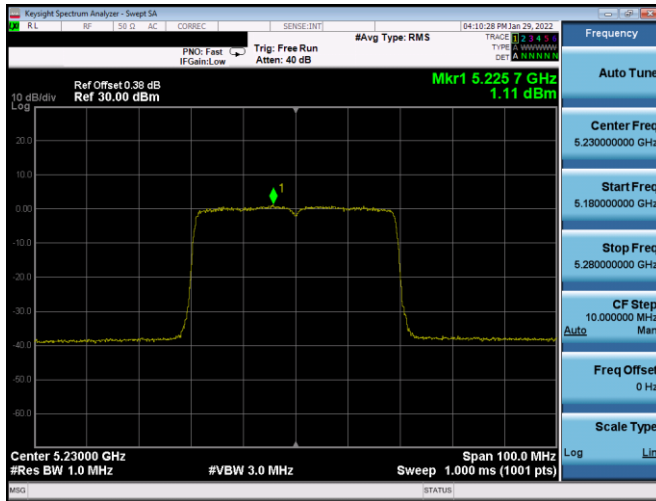 Keysight Spectrum Analyzer - Swept SA
RL RF 50 Ω AC CORREC SENSE:INT 04:10:28 PM Jan 29, 2022
#Avg Type: RMS
TRACE 1 2 3 4 5 6
TYPE A WWWWW
DET A N N N N N
PNO: Fast
IFGain:Low
Trig: Free Run
Atten: 40 dB
Mkr1 5.225 7 GHz
1.11 dBm
10 dB/div
Log
Ref Offset 0.38 dB
Ref 30.00 dBm
20.0
10.0
0.00
-10.0
-20.0
-30.0
-40.0
-50.0
-60.0
1
Center 5.23000 GHz
#Res BW 1.0 MHz
#VBW 3.0 MHz
Span 100.0 MHz
Sweep 1.000 ms (1001 pts)
MSG
STATUS
Frequency
Auto Tune
Center Freq
5.230000000 GHz
Start Freq
5.180000000 GHz
Stop Freq
5.280000000 GHz
CF Step
10.000000 MHz
Auto Man
Freq Offset
0 Hz
Scale Type
Log Lin